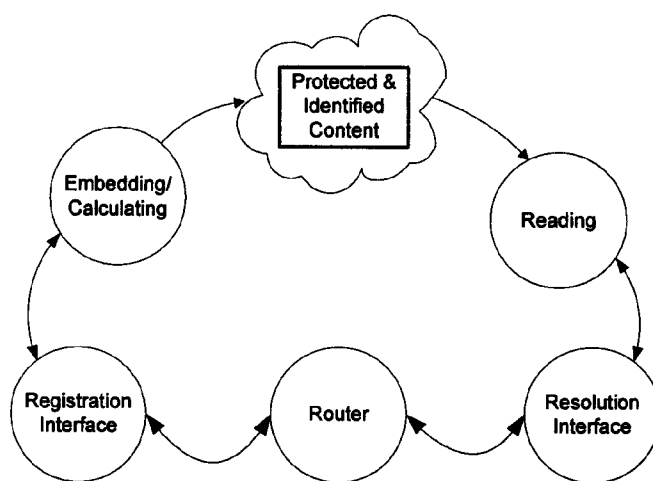 Protected &
Identified
Content
Embedding/
Calculating
Reading
Registration
Interface
Router
Resolution
Interface